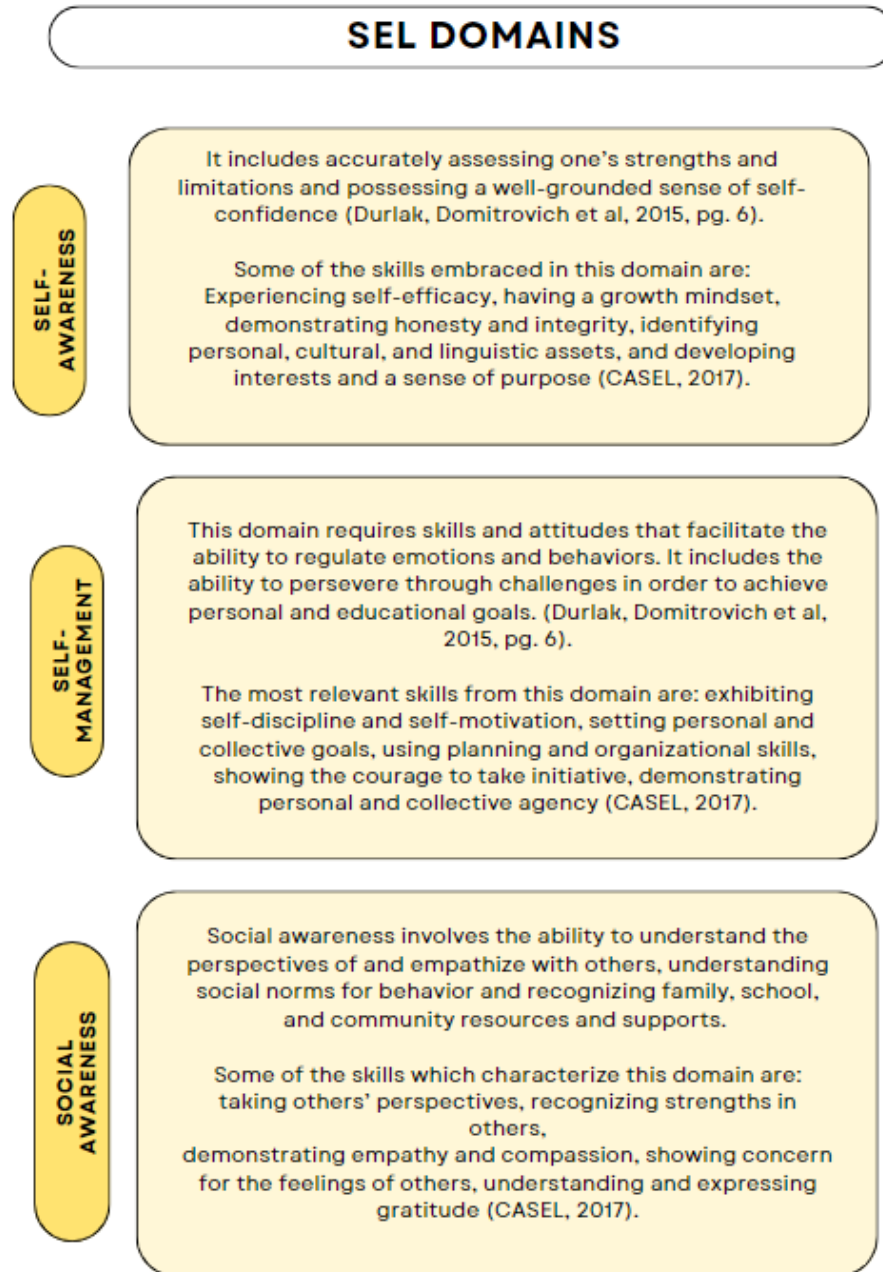 SEL DOMAINS
SELF-
AWARENESS
It includes accurately assessing one's strengths and
limitations and possessing a well-grounded sense of self-
confidence (Durlak, Domitrovich et al, 2015, pg. 6).
Some of the skills embraced in this domain are:
Experiencing self-efficacy, having a growth mindset,
demonstrating honesty and integrity, identifying
personal, cultural, and linguistic assets, and developing
interests and a sense of purpose (CASEL, 2017).
SELF-
MANAGEMENT
This domain requires skills and attitudes that facilitate the
ability to regulate emotions and behaviors. It includes the
ability to persevere through challenges in order to achieve
personal and educational goals. (Durlak, Domitrovich et al,
2015, pg. 6).
The most relevant skills from this domain are: exhibiting
self-discipline and self-motivation, setting personal and
collective goals, using planning and organizational skills,
showing the courage to take initiative, demonstrating
personal and collective agency (CASEL, 2017).
SOCIAL
AWARENESS
Social awareness involves the ability to understand the
perspectives of and empathize with others, understanding
social norms for behavior and recognizing family, school,
and community resources and supports.
Some of the skills which characterize this domain are:
taking others' perspectives, recognizing strengths in
others,
demonstrating empathy and compassion, showing concern
for the feelings of others, understanding and expressing
gratitude (CASEL, 2017).